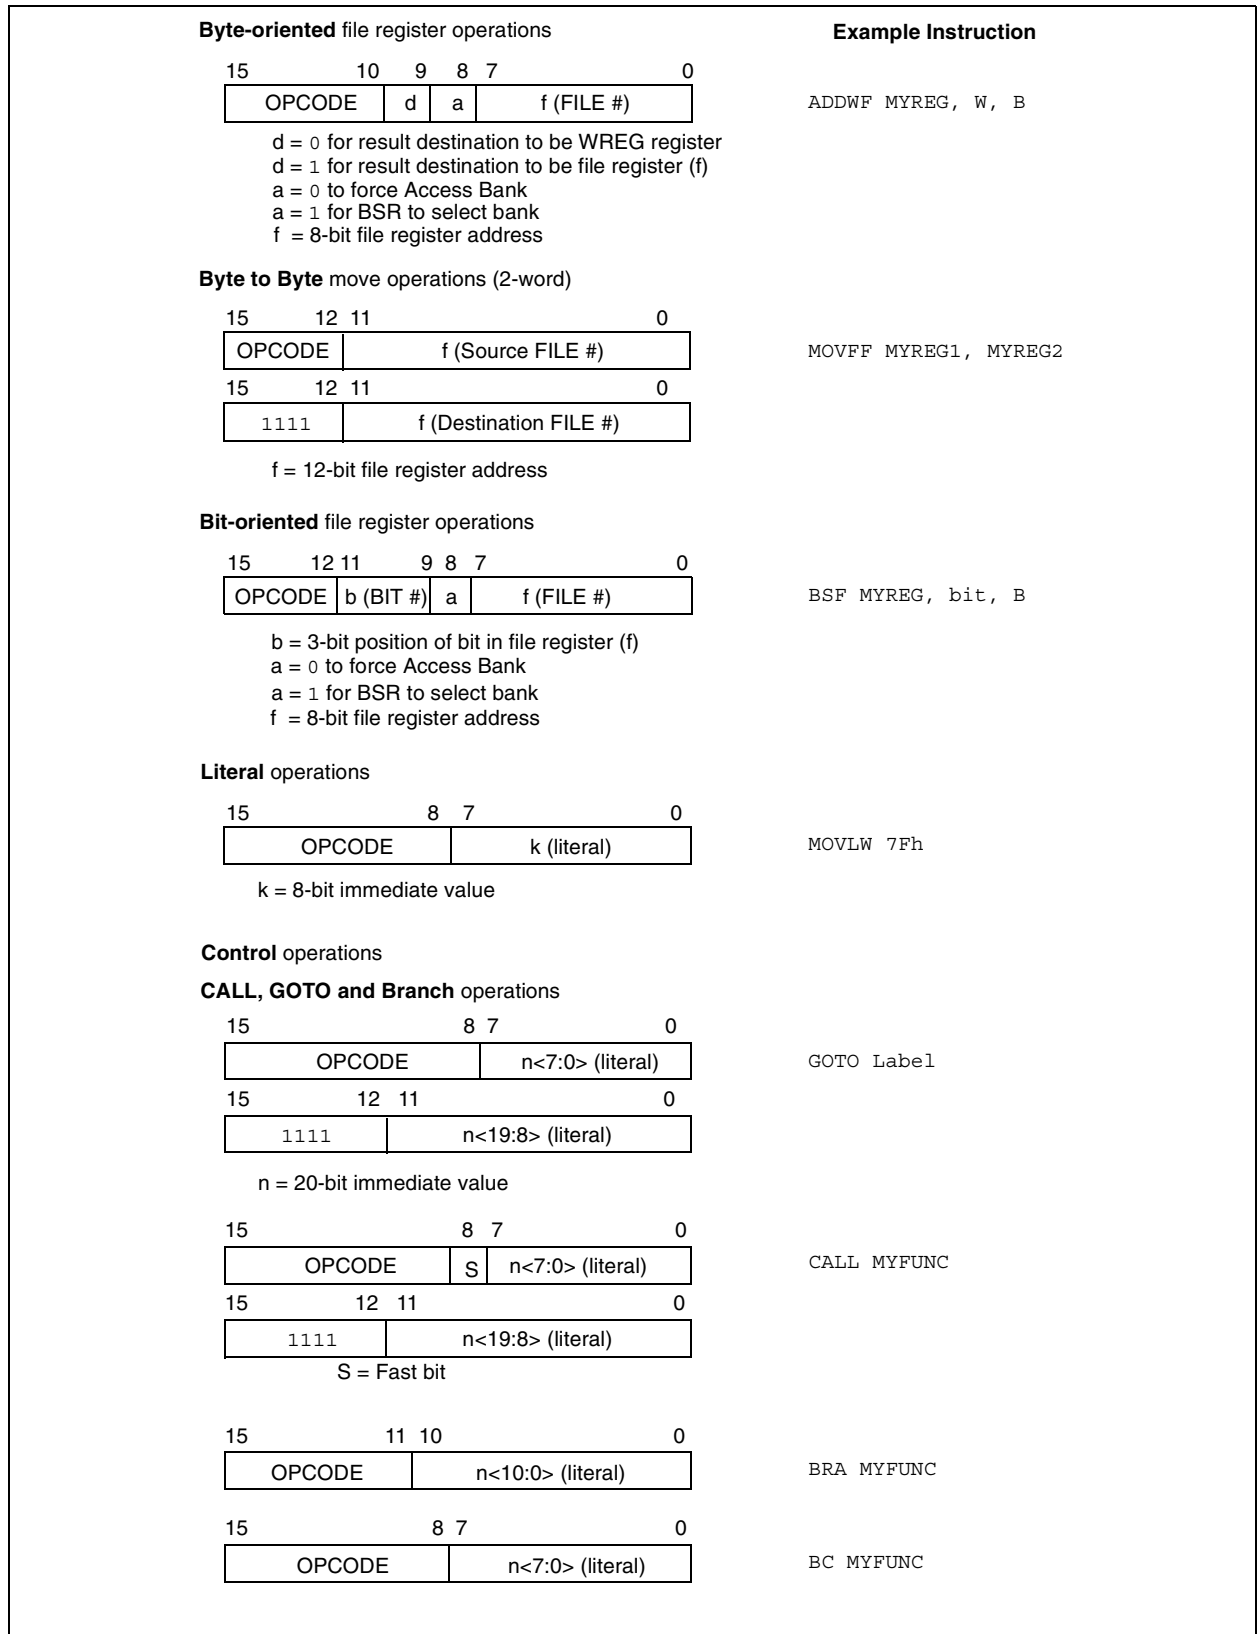 Byte-oriented file register operations
Example Instruction
15 10 9 8 7 0
OPCODE d a f (FILE #)
ADDWF MYREG, W, B
d = 0 for result destination to be WREG register
d = 1 for result destination to be file register (f)
a = 0 to force Access Bank
a = 1 for BSR to select bank
f = 8-bit file register address
Byte to Byte move operations (2-word)
15 12 11 0
OPCODE f (Source FILE #)
MOVFF MYREG1, MYREG2
15 12 11 0
1111 f (Destination FILE #)
f = 12-bit file register address
Bit-oriented file register operations
15 12 11 9 8 7 0
OPCODE b (BIT #) a f (FILE #)
BSF MYREG, bit, B
b = 3-bit position of bit in file register (f)
a = 0 to force Access Bank
a = 1 for BSR to select bank
f = 8-bit file register address
Literal operations
15 8 7 0
OPCODE k (literal)
MOVLW 7Fh
k = 8-bit immediate value
Control operations
CALL, GOTO and Branch operations
15 8 7 0
OPCODE n<7:0> (literal)
GOTO Label
15 12 11 0
1111 n<19:8> (literal)
n = 20-bit immediate value
15 8 7 0
OPCODE S n<7:0> (literal)
CALL MYFUNC
15 12 11 0
1111 n<19:8> (literal)
S = Fast bit
15 11 10 0
OPCODE n<10:0> (literal)
BRA MYFUNC
15 8 7 0
OPCODE n<7:0> (literal)
BC MYFUNC